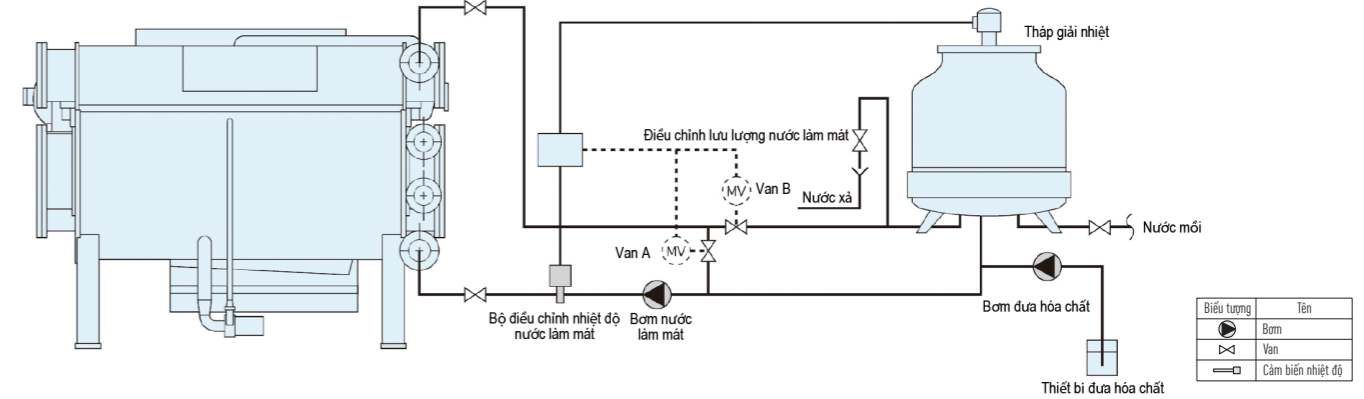 Tháp giải nhiệt
Điều chỉnh lưu lượng nước làm mát
MV
Van B
Nước xả
Nước mồi
Van A
MV
Bộ điều chỉnh nhiệt độ
nước làm mát
Bơm nước
làm mát
Bơm đưa hóa chất
Thiết bi đưa hóa chất
Biểu tượng
Tên
Bơm
Van
Cảm biến nhiệt độ